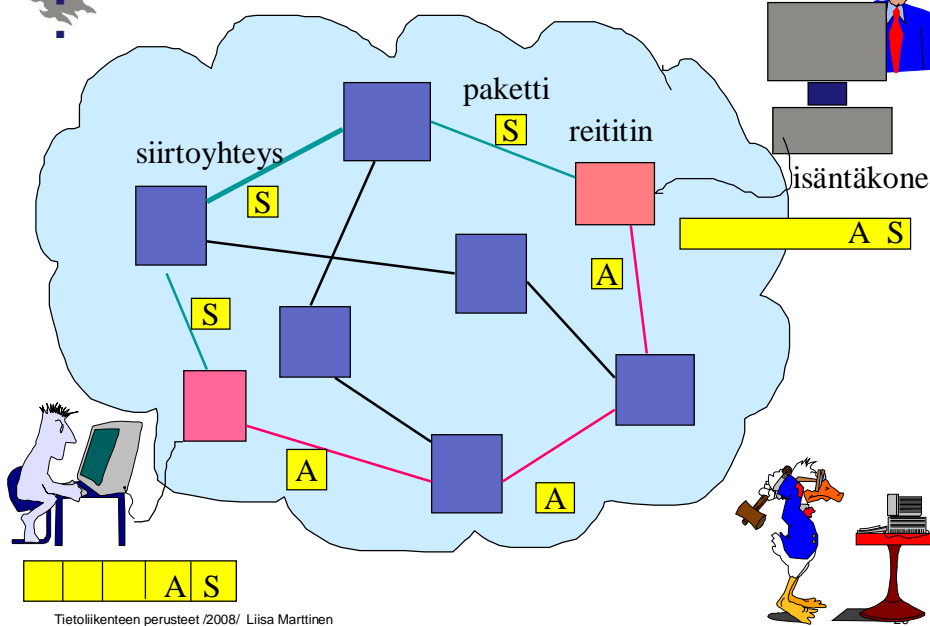 paketti
S
reititin
siirtoyhteys
S
isäntäkone
A S
A
S
A
A
A S
Tietoliikenteen perusteet /2008/ Liisa Marttinen